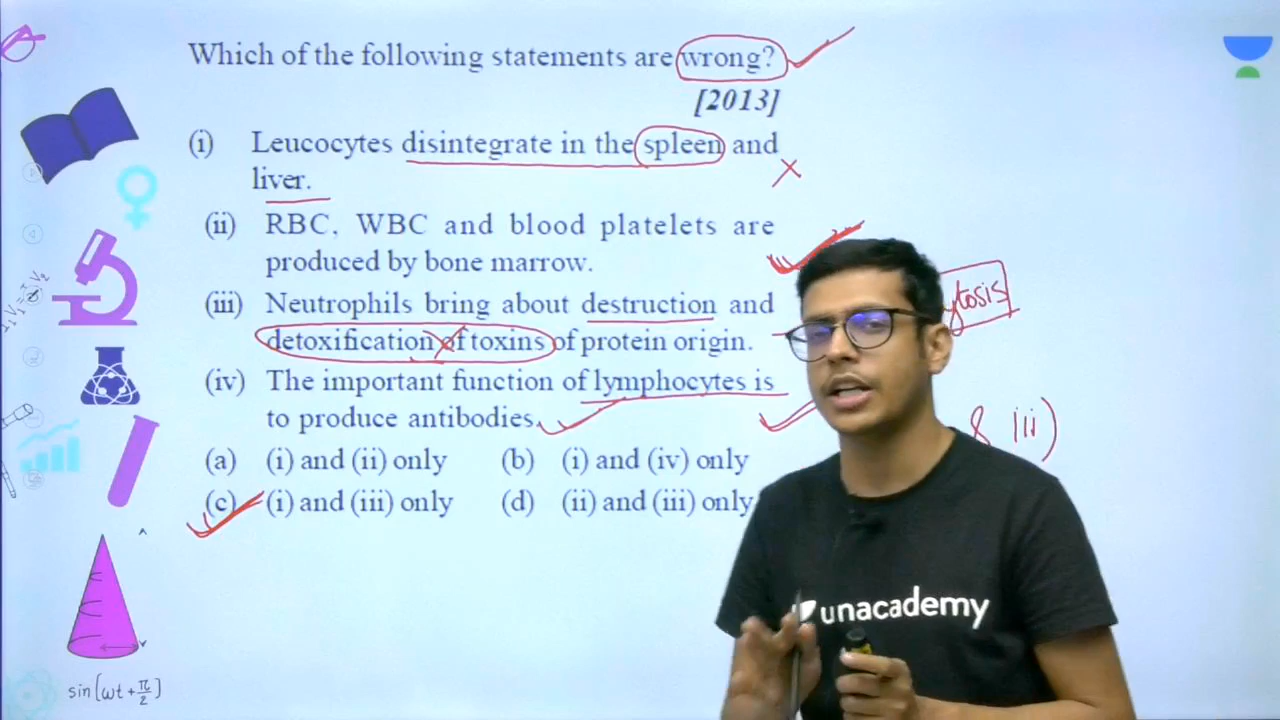 Which of the following statements are wrong?
[2013]
(i) Leucocytes disintegrate in the spleen and
liver.
(ii) RBC, WBC and blood platelets are
produced by bone marrow.
(iii) Neutrophils bring about destruction and
detoxification of toxins of protein origin.
(iv) The important function of lymphocytes is
to produce antibodies.
(a) (i) and (ii) only (b) (i) and (iv) only
(c) (i) and (iii) only (d) (ii) and (iii) only
ytosis
& iii)
unacademy
sin(ωt+π/2)